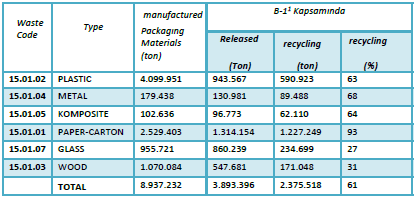 Waste Code Type manufactured Packaging Materials (ton) B-1¹ Kapsamında
Released (Ton) recycling (ton) recycling (%)
15.01.02 PLASTIC 4.099.951 943.567 590.923 63
15.01.04 METAL 179.438 130.981 89.488 68
15.01.05 KOMPOSITE 102.636 96.773 62.110 64
15.01.01 PAPER-CARTON 2.529.403 1.314.154 1.227.249 93
15.01.07 GLASS 955.721 860.239 234.699 27
15.01.03 WOOD 1.070.084 547.681 171.048 31
TOTAL 8.937.232 3.893.396 2.375.518 61